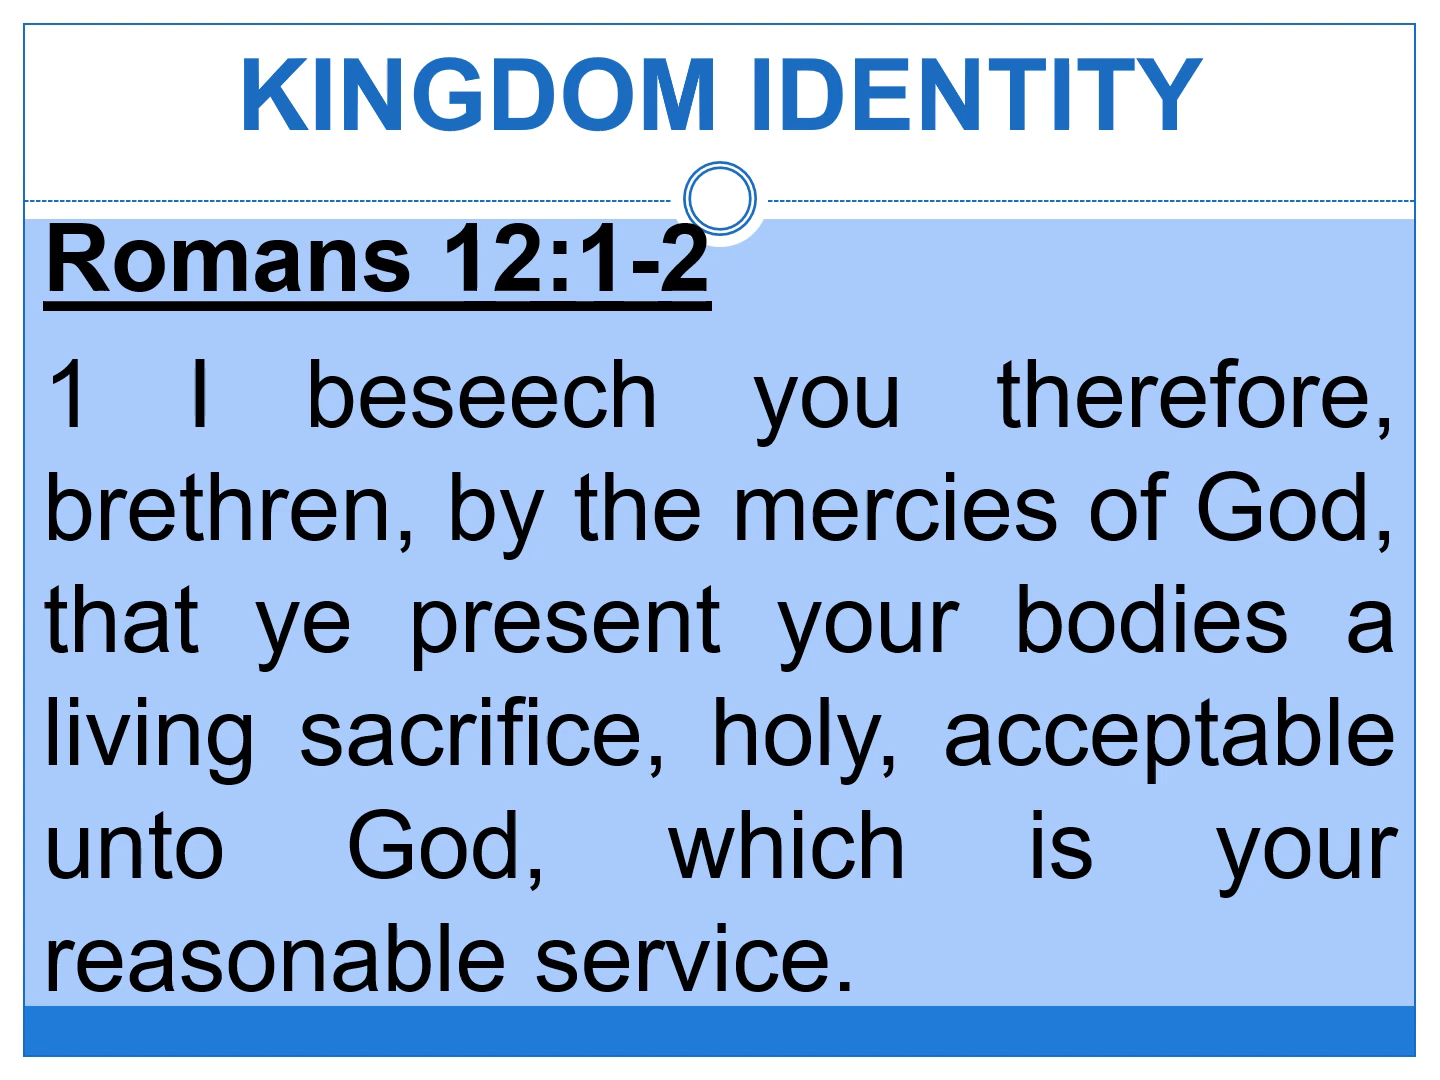 KINGDOM IDENTITY
Romans 12:1-2
1 I beseech you therefore,
brethren, by the mercies of God,
that ye present your bodies a
living sacrifice, holy, acceptable
unto God, which is your
reasonable service.